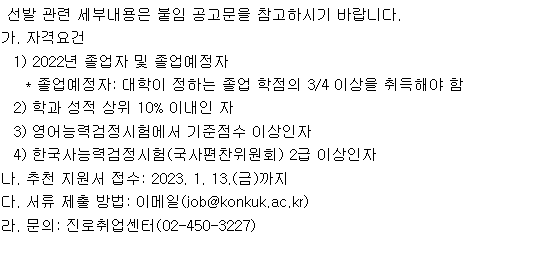 선발 관련 세부내용은 붙임 공고문을 참고하시기 바랍니다.
가. 자격요건
1) 2022년 졸업자 및 졸업예정자
* 졸업예정자: 대학이 정하는 졸업 학점의 3/4 이상을 취득해야 함
2) 학과 성적 상위 10% 이내인 자
3) 영어능력검정시험에서 기준점수 이상인자
4) 한국사능력검정시험(국사편찬위원회) 2급 이상인자
나. 추천 지원서 접수: 2023. 1. 13.(금)까지
다. 서류 제출 방법: 이메일(job@konkuk.ac.kr)
라. 문의: 진로취업센터(02-450-3227)